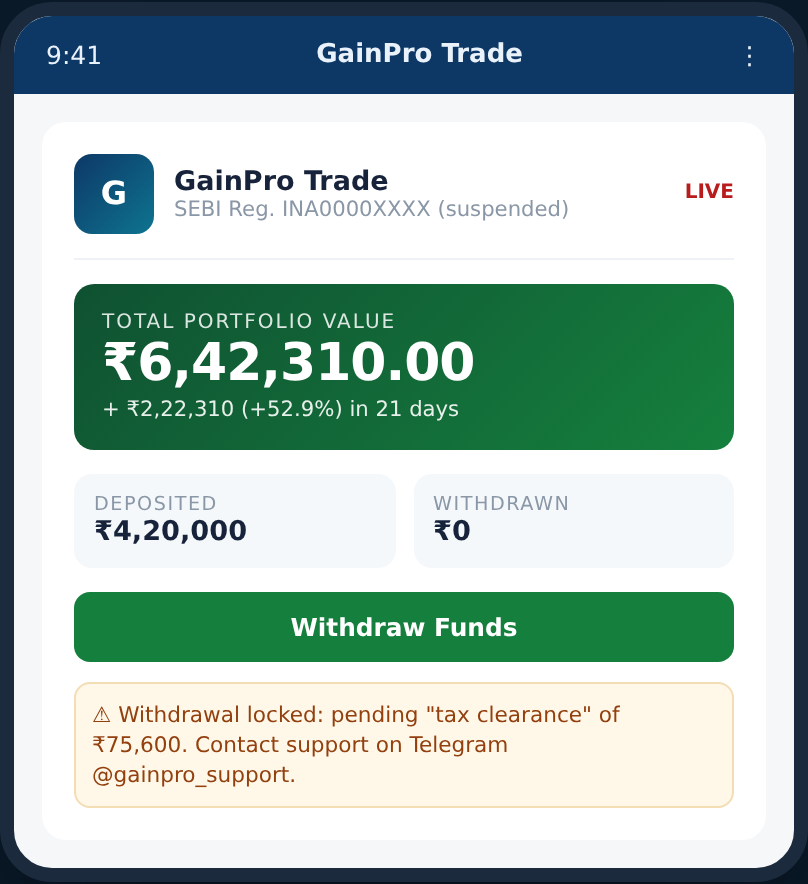 9:41
GainPro Trade
⋮
G
GainPro Trade
SEBI Reg. INA0000XXXX (suspended)
LIVE
TOTAL PORTFOLIO VALUE
₹6,42,310.00
+ ₹2,22,310 (+52.9%) in 21 days
DEPOSITED
₹4,20,000
WITHDRAWN
₹0
Withdraw Funds
⚠ Withdrawal locked: pending "tax clearance" of
₹75,600. Contact support on Telegram
@gainpro_support.